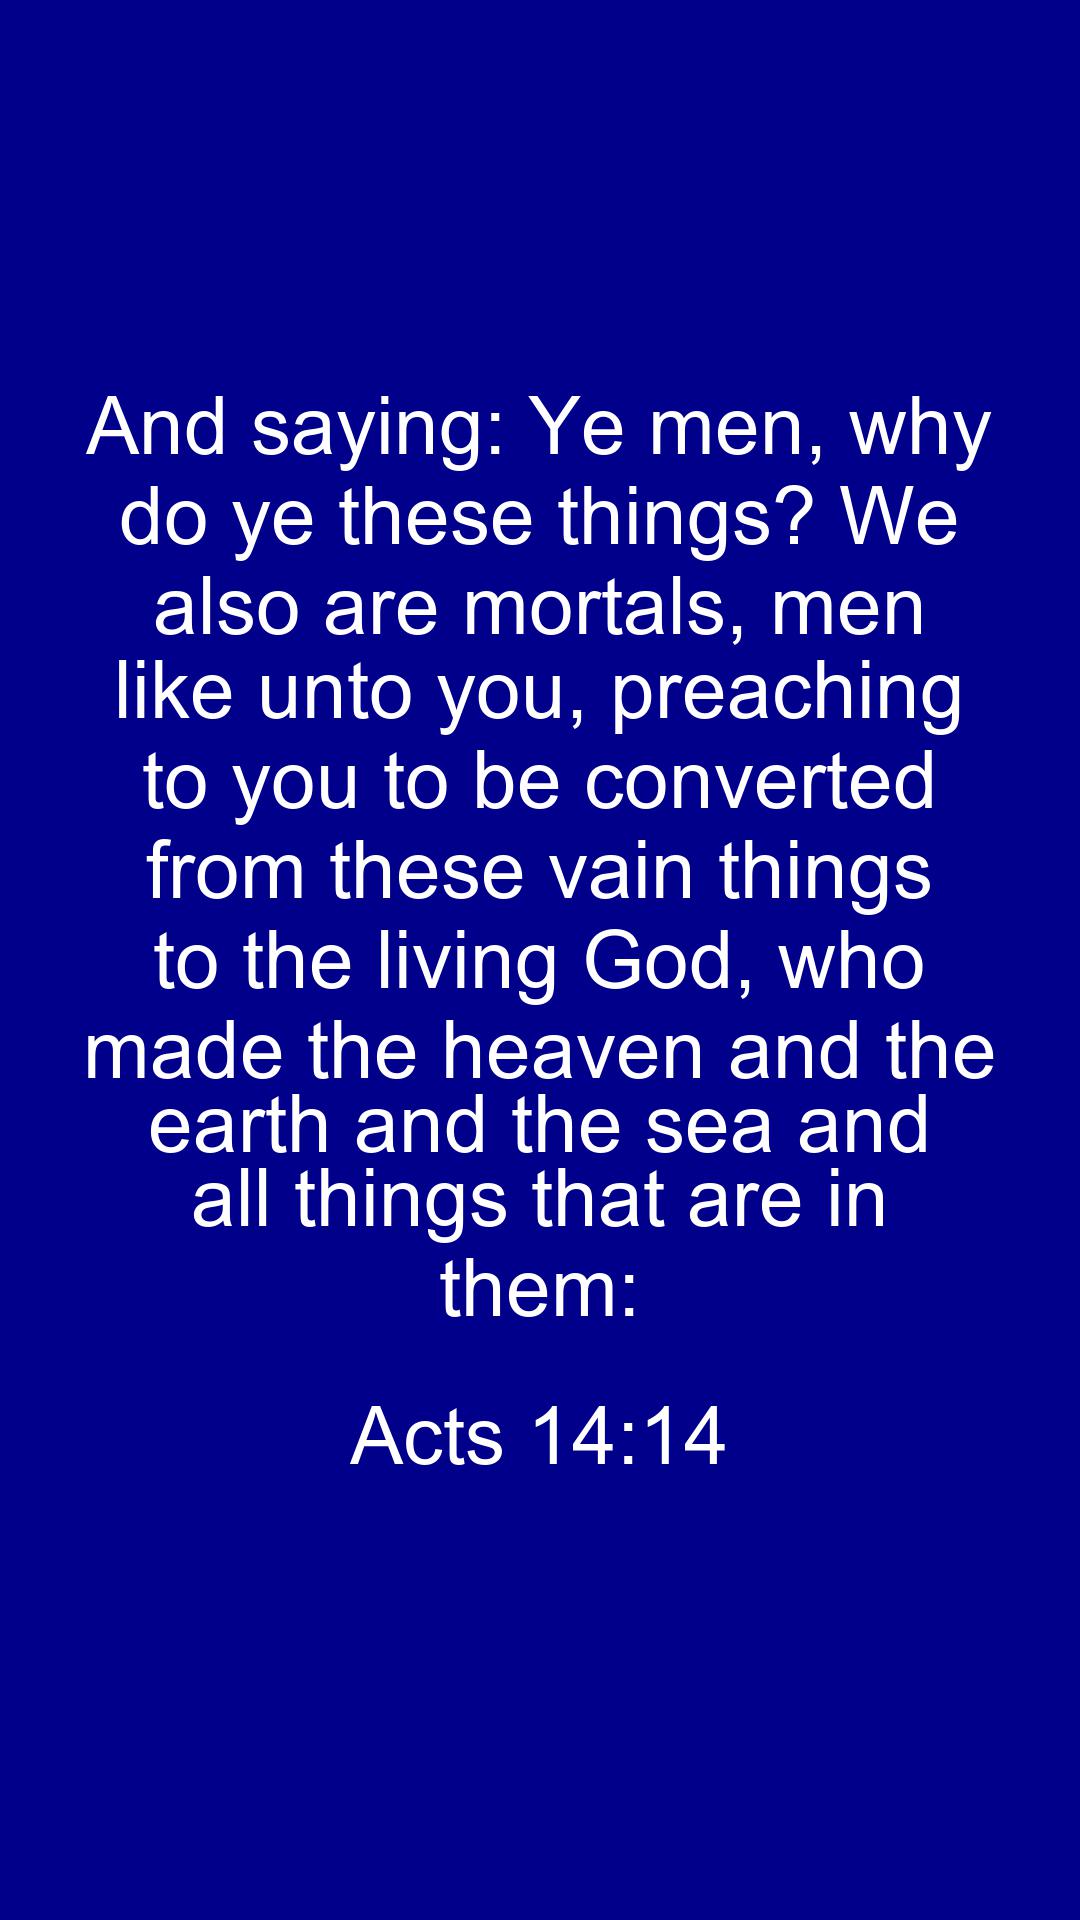 And saying: Ye men, why
do ye these things? We
also are mortals, men
like unto you, preaching
to you to be converted
from these vain things
to the living God, who
made the heaven and the
earth and the sea and
all things that are in
them:
Acts 14:14